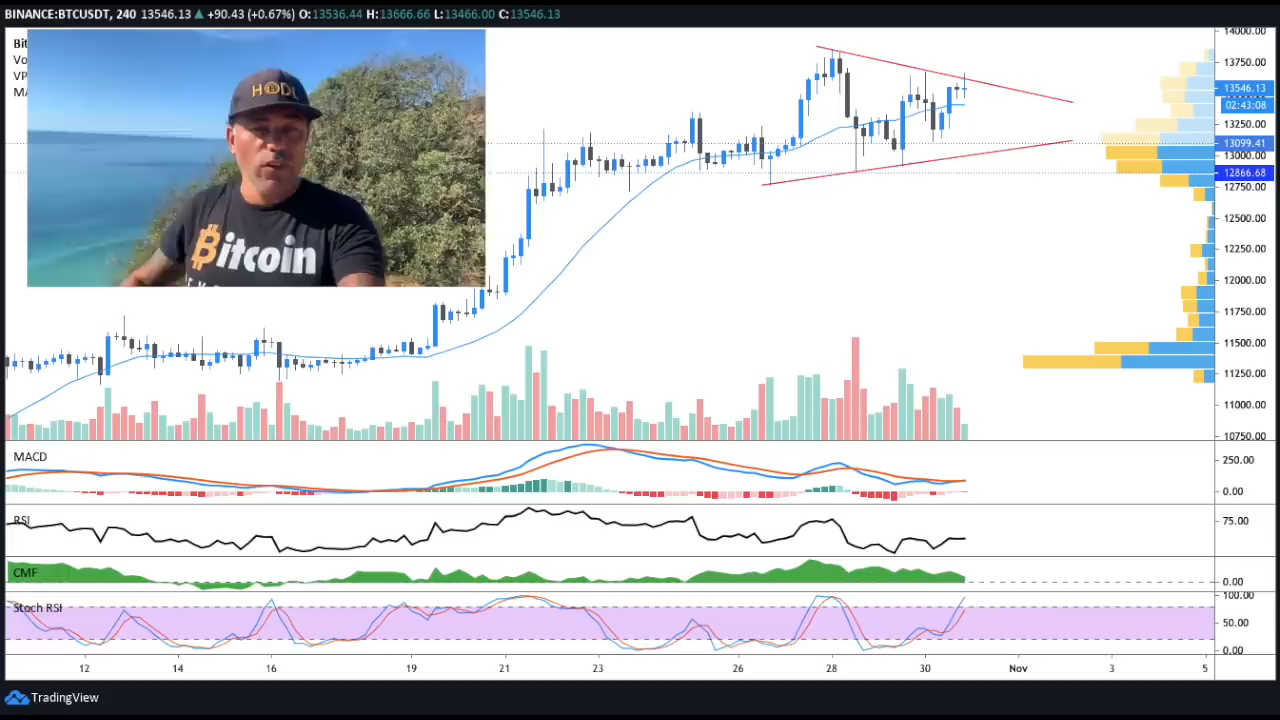 BINANCE:BTCUSDT, 240 13546.13 ▲ +90.43 (+0.67%) O:13536.44 H:13666.66 L:13466.00 C:13546.13
Bit
Vo
VP
MA
HODL
Bitcoin
14000.00
13750.00
13546.13
02:43:08
13250.00
13099.41
13000.00
12866.68
12750.00
12500.00
12250.00
12000.00
11750.00
11500.00
11250.00
11000.00
10750.00
MACD
250.00
0.00
RSI
75.00
CMF
0.00
Stoch RSI
100.00
50.00
0.00
12 14 16 19 21 23 26 28 30 Nov 3 5
TradingView